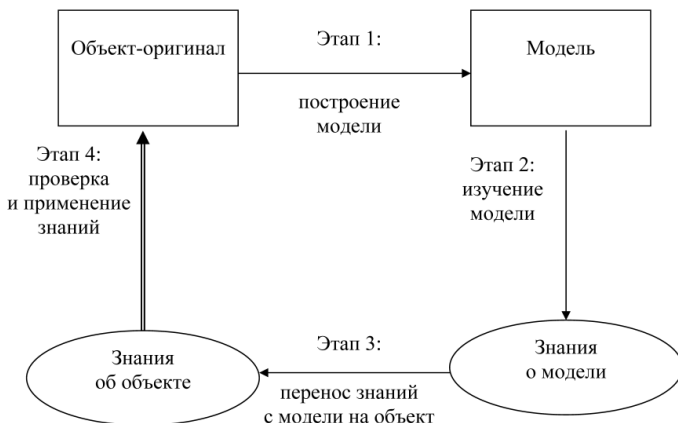 Объект-оригинал
Этап 1:
построение
модели
Модель
Этап 2:
изучение
модели
Знания
о модели
Этап 3:
перенос знаний
с модели на объект
Знания
об объекте
Этап 4:
проверка
и применение
знаний